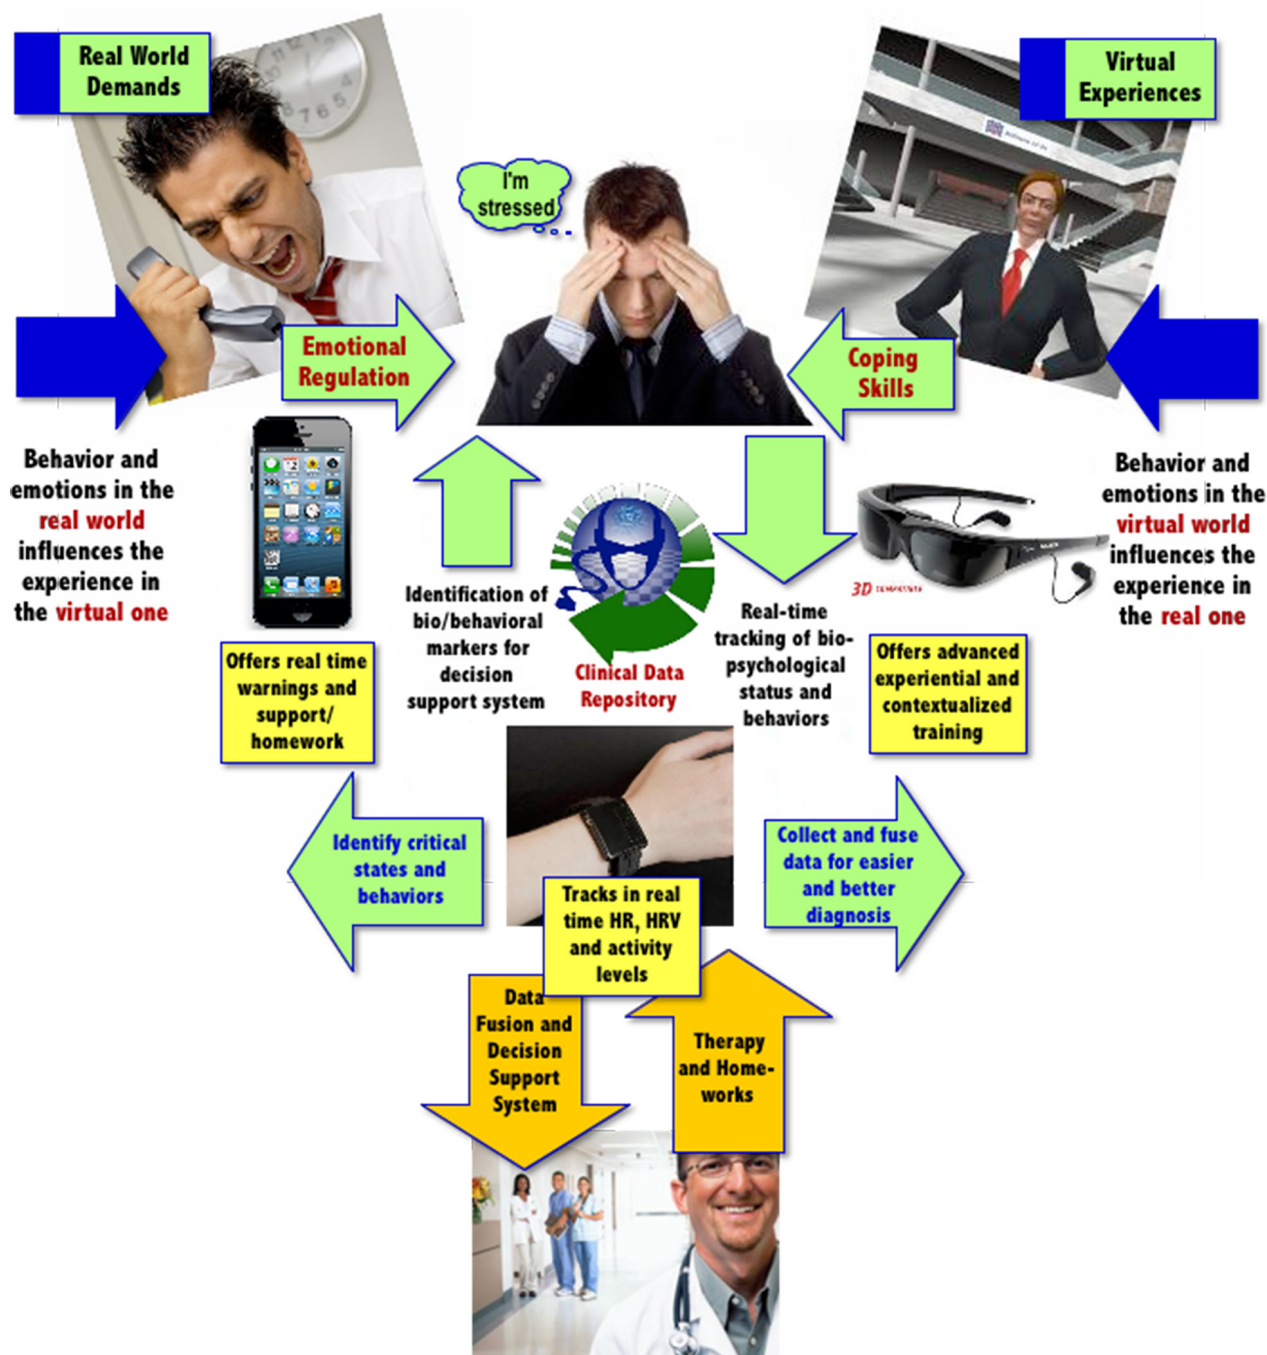 Real World
Demands
Virtual
Experiences
I'm
stressed
Emotional
Regulation
Coping
Skills
Behavior and
emotions in the
real world
influences the
experience in
the virtual one
Behavior and
emotions in the
virtual world
influences the
experience in
the real one
Identification of
bio/behavioral
markers for
decision
support system
Clinical Data
Repository
Real-time
tracking of bio-
psychological
status and
behaviors
3D
Offers real time
warnings and
support/
homework
Offers advanced
experiential and
contextualized
training
Identify critical
states and
behaviors
Tracks in real
time HR, HRV
and activity
levels
Collect and fuse
data for easier
and better
diagnosis
Data
Fusion and
Decision
Support
System
Therapy
and Home-
works